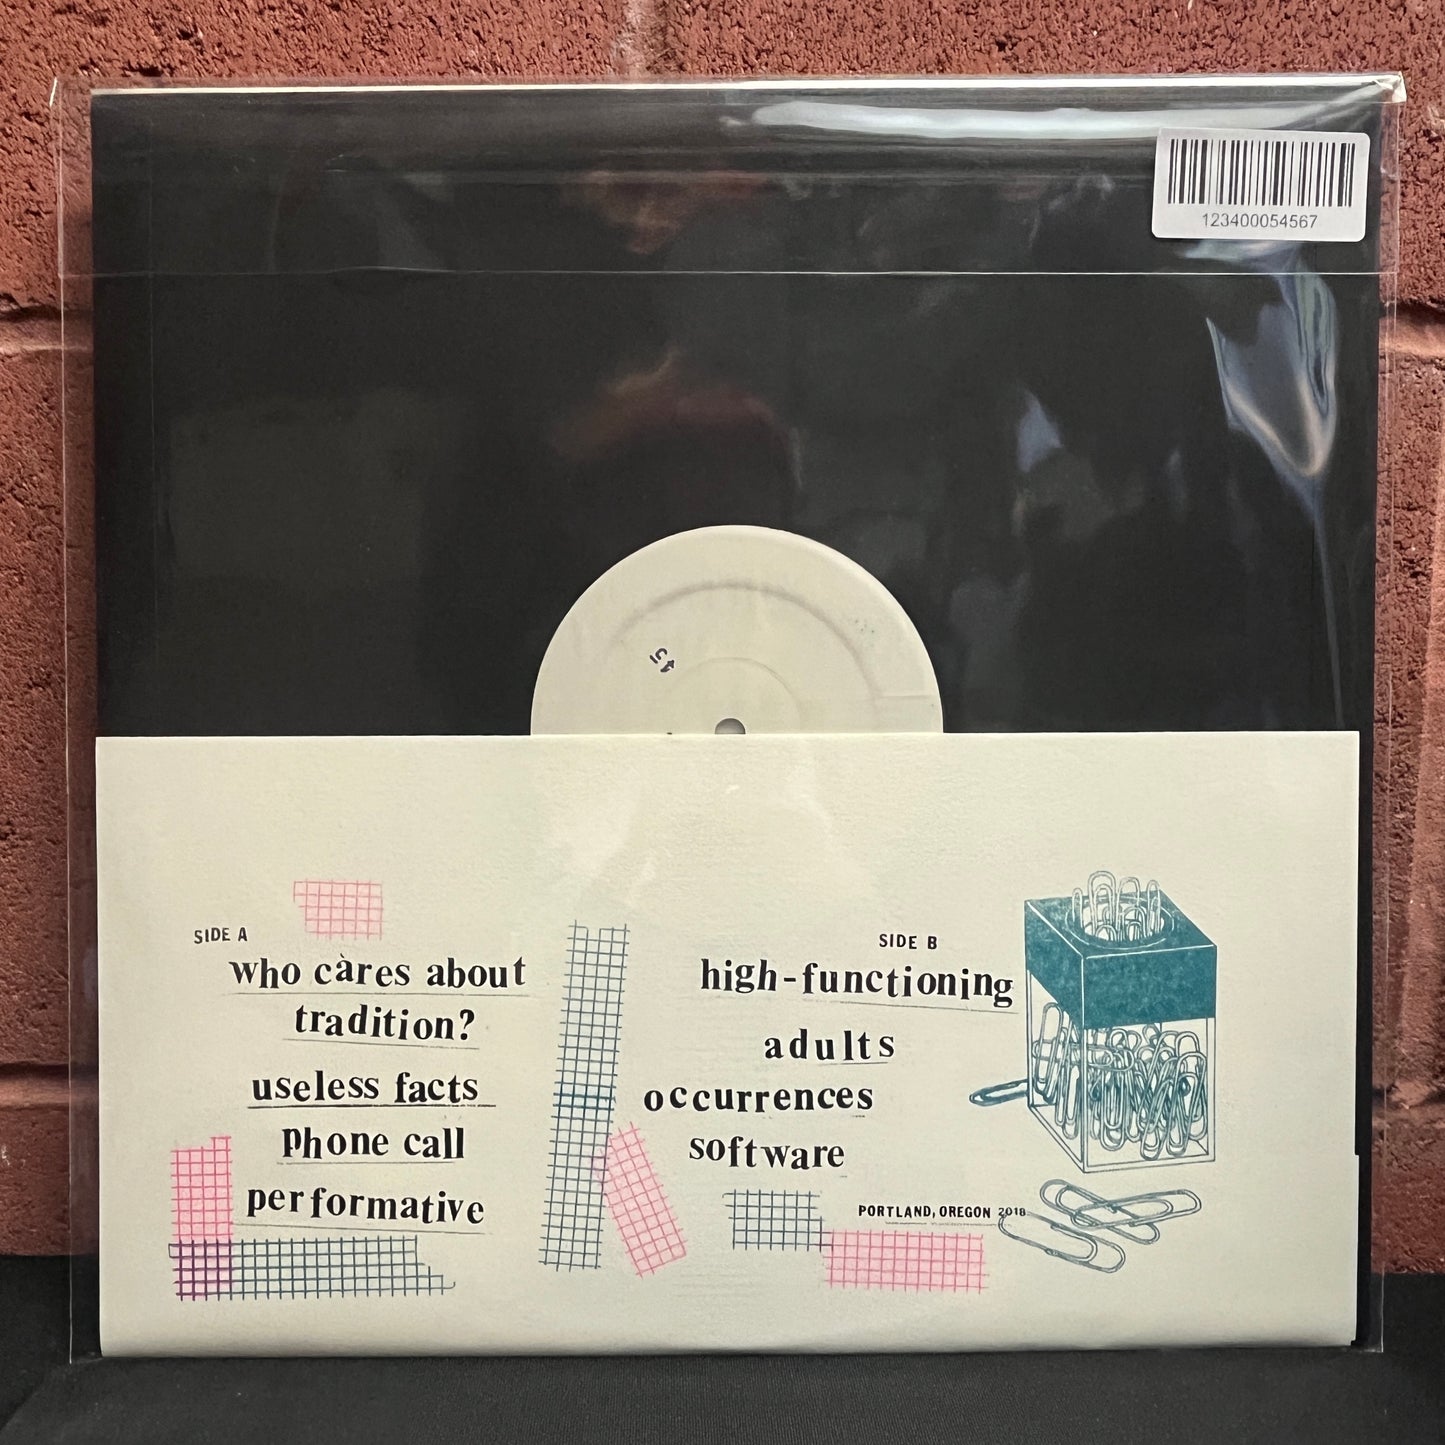 123400054567
45
SIDE A
who càres about
tradition?
useless facts
phone call
performative
SIDE B
high-functioning
adults
occurrences
software
PORTLAND, OREGON 2018